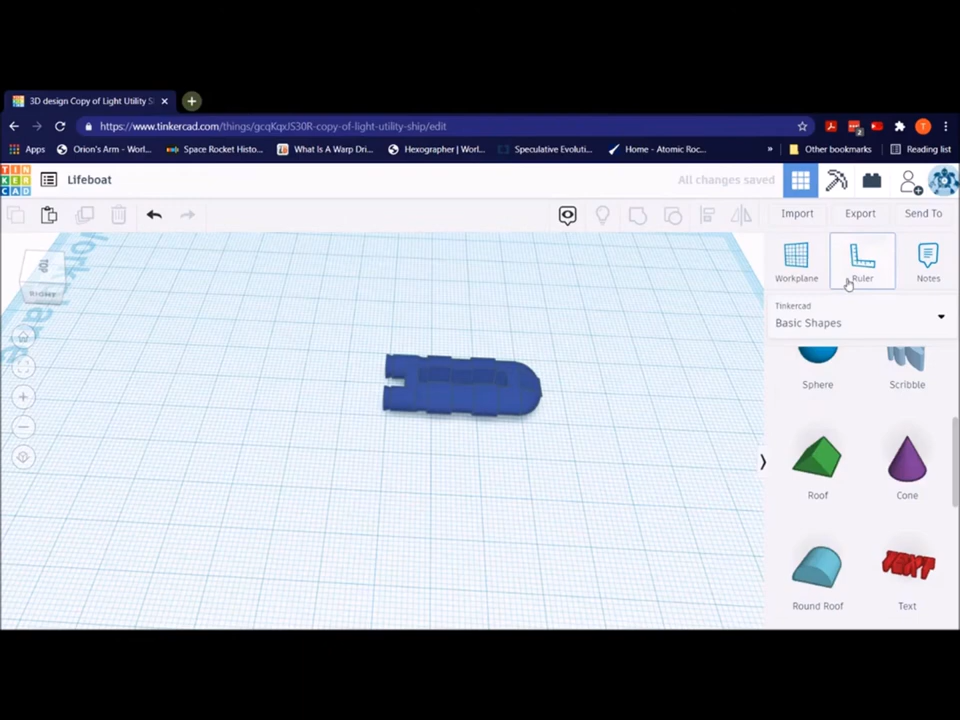 3D design Copy of Light Utility S
https://www.tinkercad.com/things/gcqKqxJS30R-copy-of-light-utility-ship/edit
Apps Orion's Arm - Worl... Space Rocket Histo... What Is A Warp Dri... Hexographer | Worl... Speculative Evoluti... Home - Atomic Roc... » Other bookmarks Reading list
TIN
KER
CAD
Lifeboat
All changes saved
Import Export Send To
Workplane
TOP
RIGHT
Workplane Ruler Notes
Tinkercad
Basic Shapes
Sphere Scribble
Roof Cone
TEXT
Round Roof Text